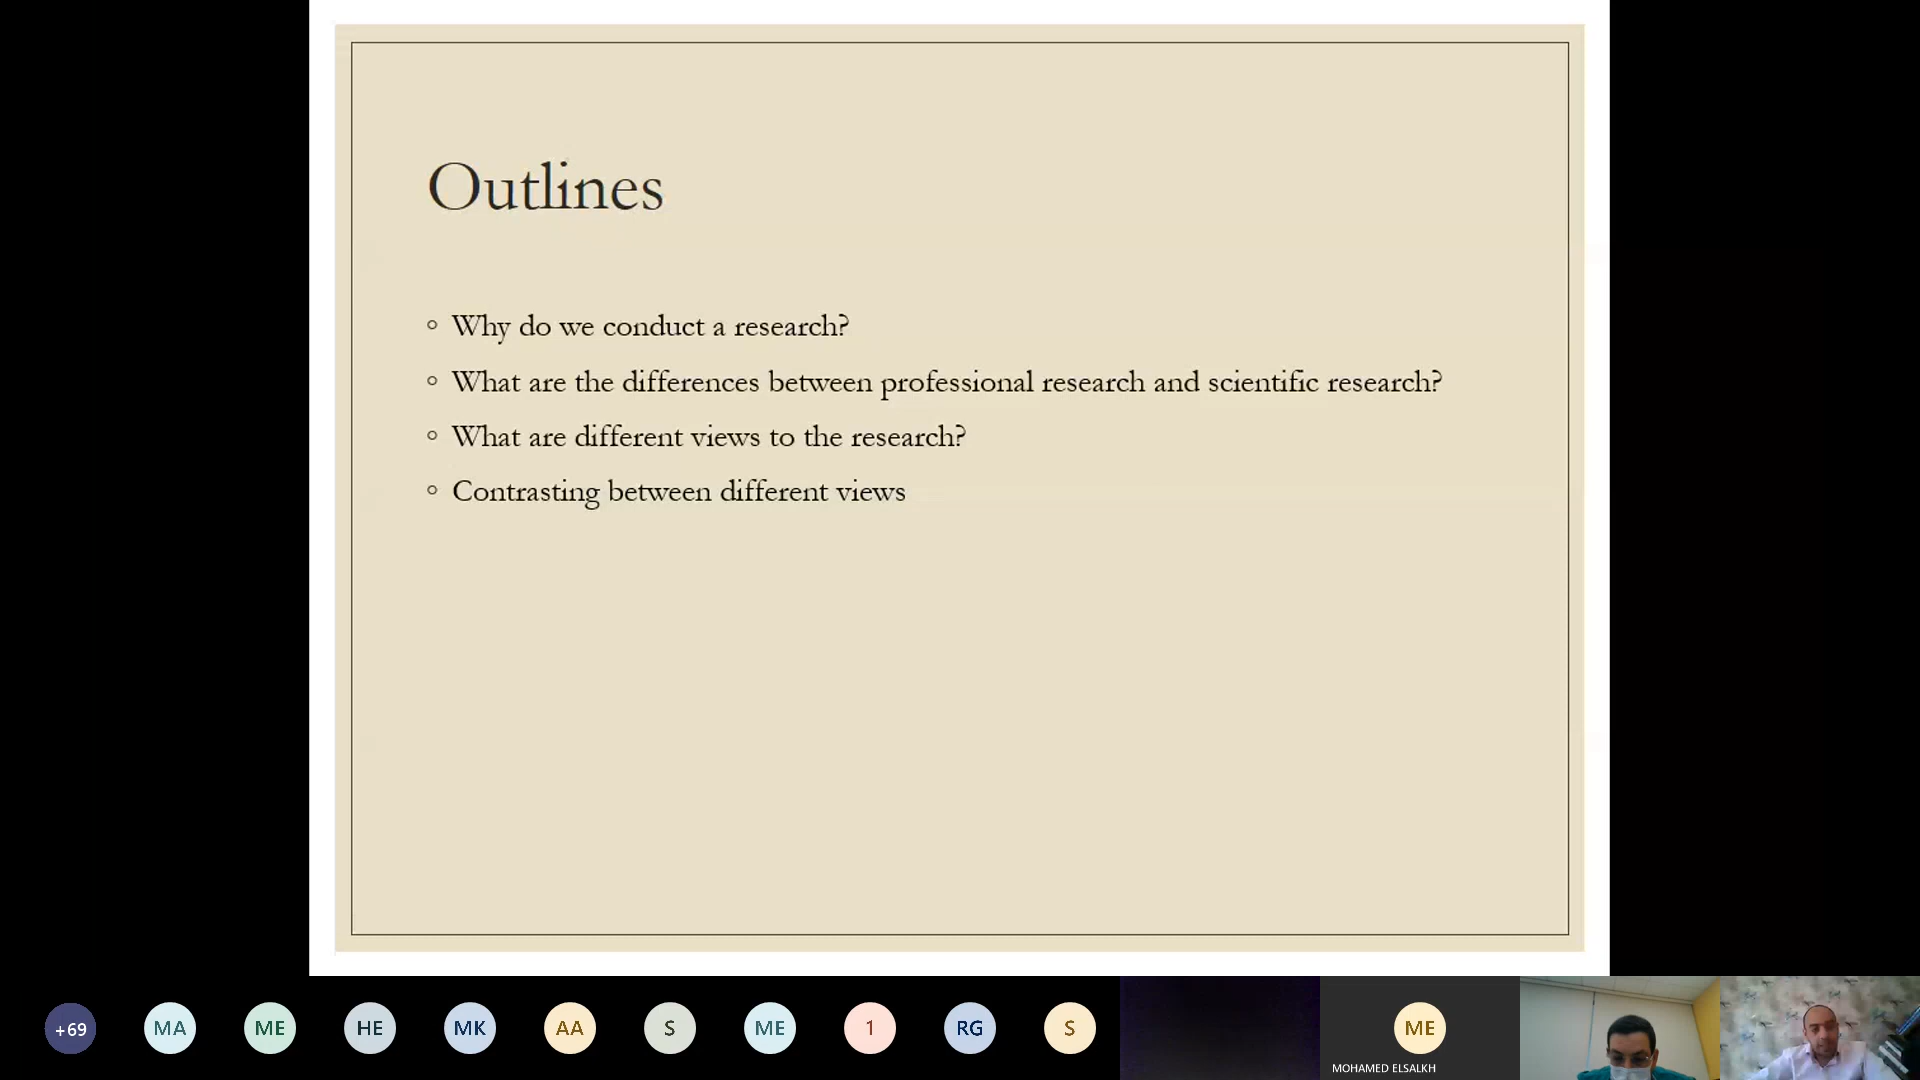 Outlines
Why do we conduct a research?
What are the differences between professional research and scientific research?
What are different views to the research?
Contrasting between different views
+69
MA
ME
HE
MK
AA
S
ME
1
RG
S
ME
MOHAMED ELSALKH